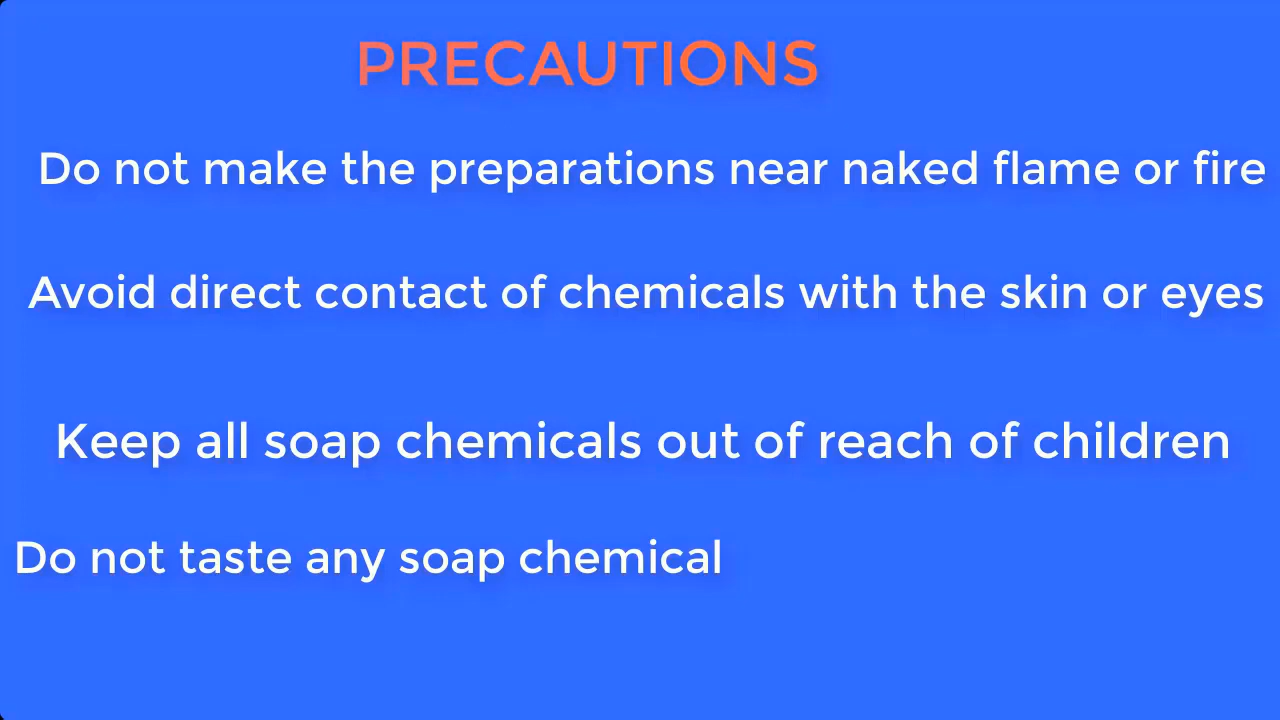 PRECAUTIONS
Do not make the preparations near naked flame or fire
Avoid direct contact of chemicals with the skin or eyes
Keep all soap chemicals out of reach of children
Do not taste any soap chemical